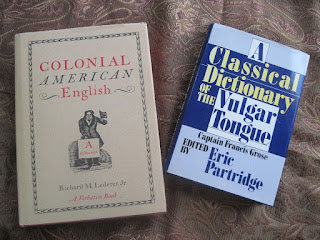 COLONIAL
AMERICAN
English
A
Richard M. Lederer Jr.
A Verbatim Book
A
Classical
Dictionary
OF THE Vulgar
Tongue
Captain Francis Grose
EDITED BY Eric
Partridge